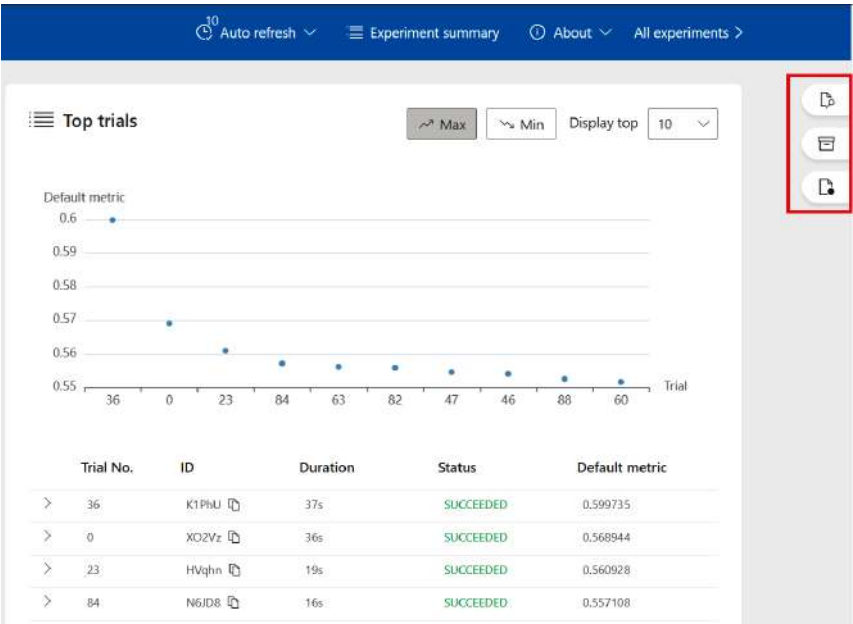 10
Auto refresh Experiment summary About All experiments
Top trials Max Min Display top 10
Default metric
0.6
0.59
0.58
0.57
0.56
0.55
36 0 23 84 63 82 47 46 88 60 Trial
Trial No. ID Duration Status Default metric
36 K1PhU 37s SUCCEEDED 0.599735
0 XO2Vz 36s SUCCEEDED 0.568944
23 HVqhn 19s SUCCEEDED 0.560928
84 N6JD8 16s SUCCEEDED 0.557108